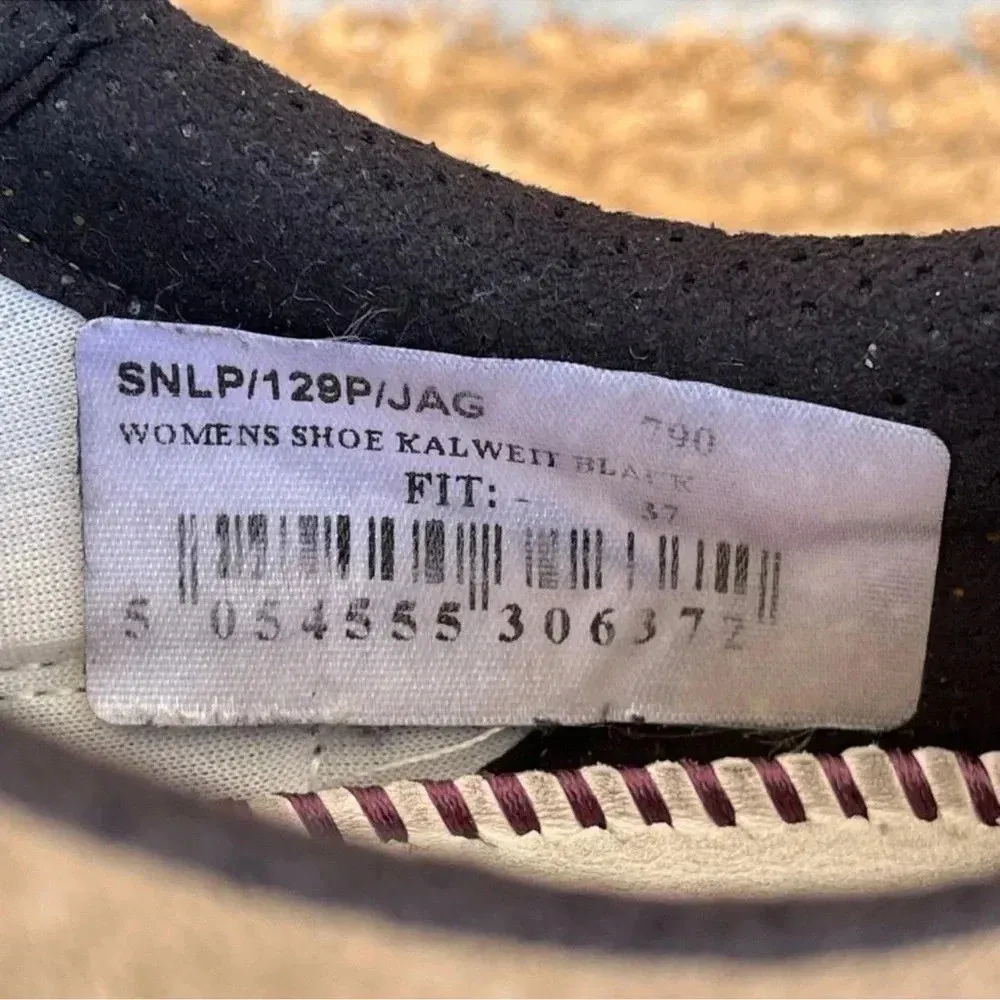 SNLP/129P/JAG 790
WOMENS SHOE KALWEIT BLACK
FIT: - 37
5 054555 306372